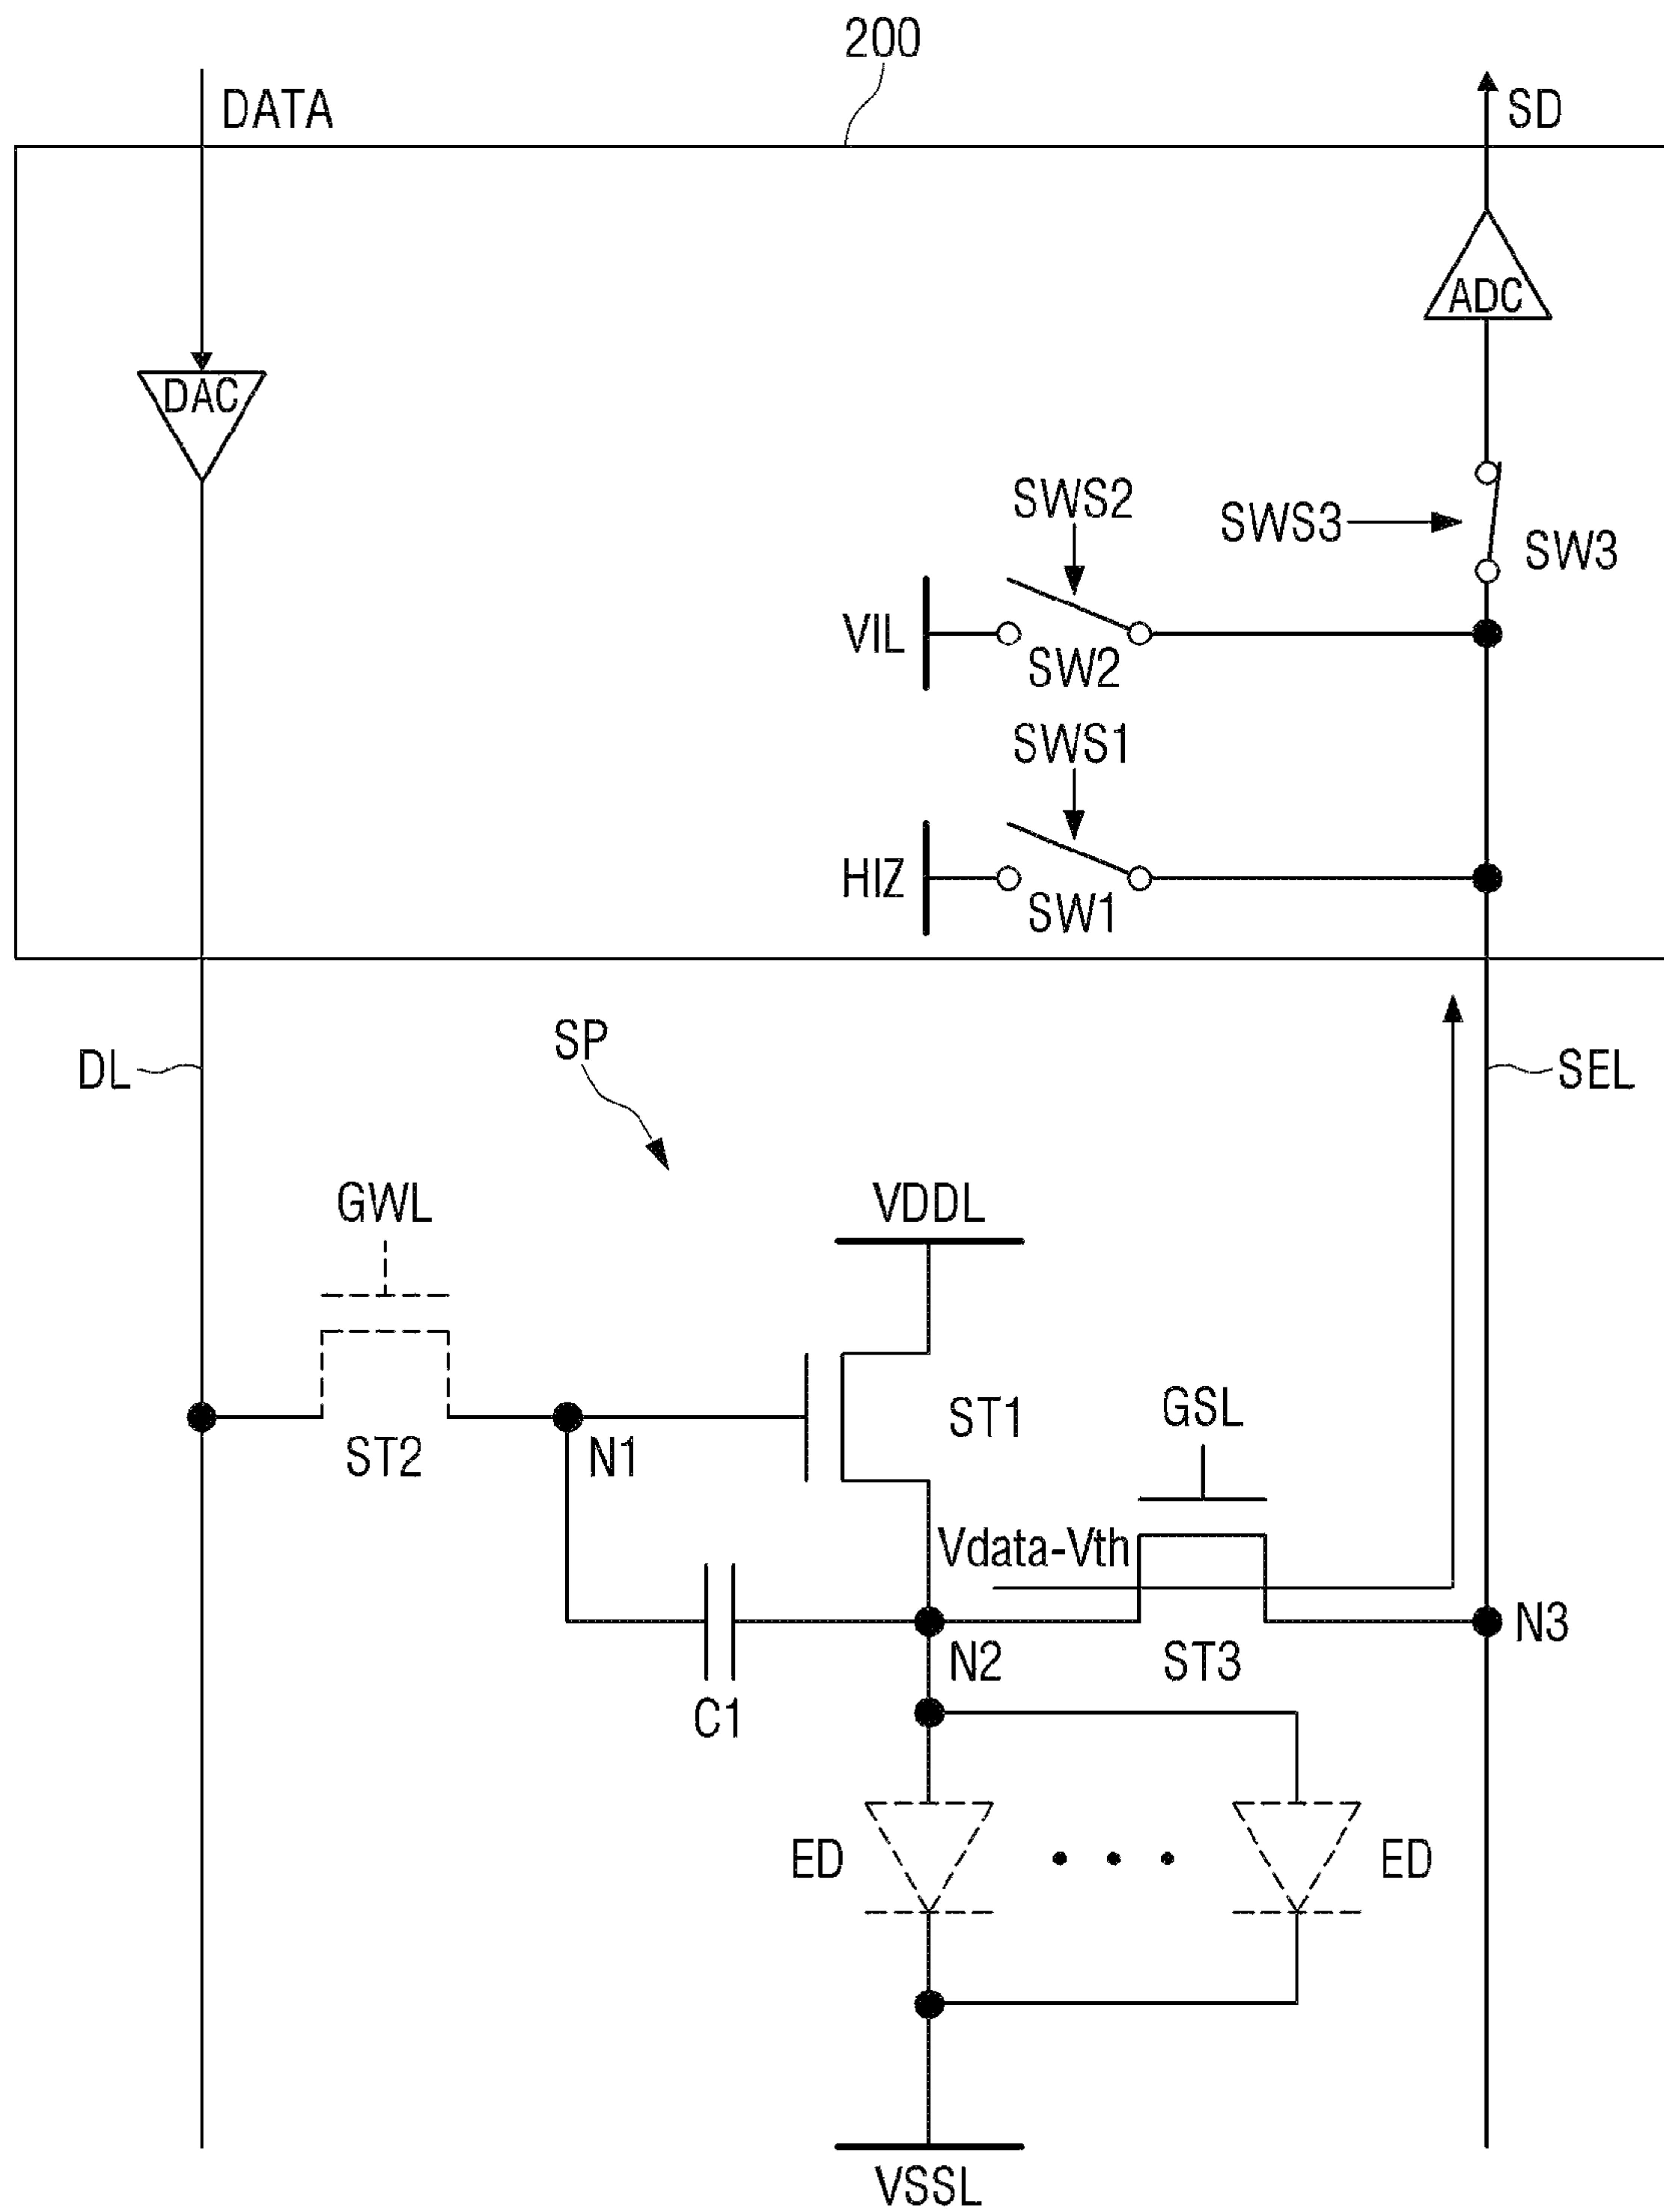 200
DATA
SD
ADC
DAC
SWS2
SWS3
SW3
VIL
SW2
SWS1
HIZ
SW1
SP
DL
SEL
GWL
VDDL
GSL
ST1
ST2
N1
Vdata-Vth
N3
N2
ST3
C1
ED
ED
VSSL